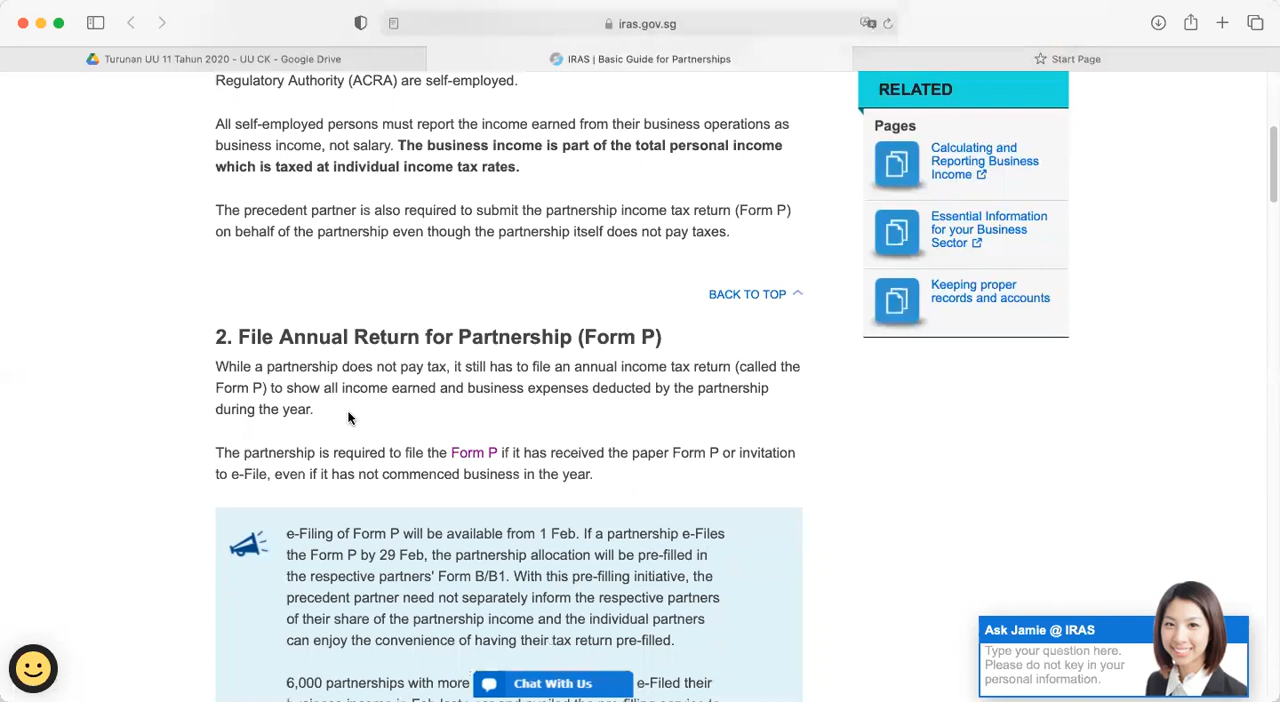 iras.gov.sg
Turunan UU 11 Tahun 2020 - UU CK - Google Drive
IRAS | Basic Guide for Partnerships
Start Page
Regulatory Authority (ACRA) are self-employed.
All self-employed persons must report the income earned from their business operations as
business income, not salary. The business income is part of the total personal income
which is taxed at individual income tax rates.
The precedent partner is also required to submit the partnership income tax return (Form P)
on behalf of the partnership even though the partnership itself does not pay taxes.
BACK TO TOP
2. File Annual Return for Partnership (Form P)
While a partnership does not pay tax, it still has to file an annual income tax return (called the
Form P) to show all income earned and business expenses deducted by the partnership
during the year.
The partnership is required to file the Form P if it has received the paper Form P or invitation
to e-File, even if it has not commenced business in the year.
e-Filing of Form P will be available from 1 Feb. If a partnership e-Files
the Form P by 29 Feb, the partnership allocation will be pre-filled in
the respective partners' Form B/B1. With this pre-filling initiative, the
precedent partner need not separately inform the respective partners
of their share of the partnership income and the individual partners
can enjoy the convenience of having their tax return pre-filled.
6,000 partnerships with more
e-Filed their
Chat With Us
RELATED
Pages
Calculating and
Reporting Business
Income
Essential Information
for your Business
Sector
Keeping proper
records and accounts
Ask Jamie @ IRAS
Type your question here.
Please do not key in your
personal information.